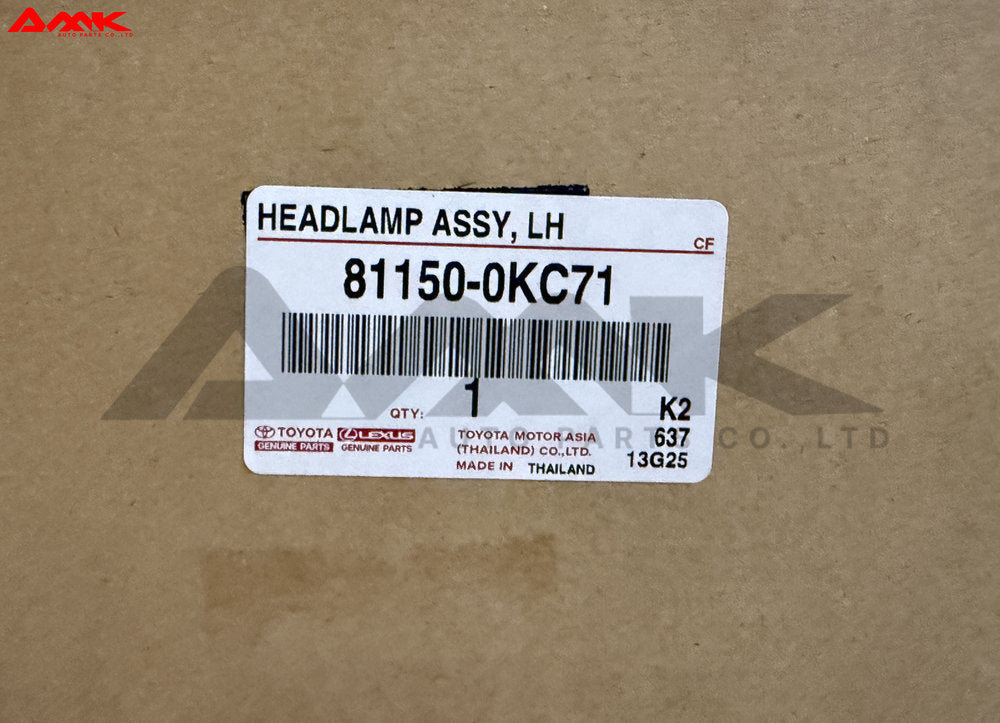 AMK
AUTO PARTS CO.,LTD
HEADLAMP ASSY, LH
CF
81150-0KC71
1
QTY:
K2
TOYOTA LEXUS
GENUINE PARTS GENUINE PARTS
TOYOTA MOTOR ASIA
(THAILAND) CO.,LTD.
MADE IN THAILAND
637
13G25
AMK
AUTO PARTS CO., LTD